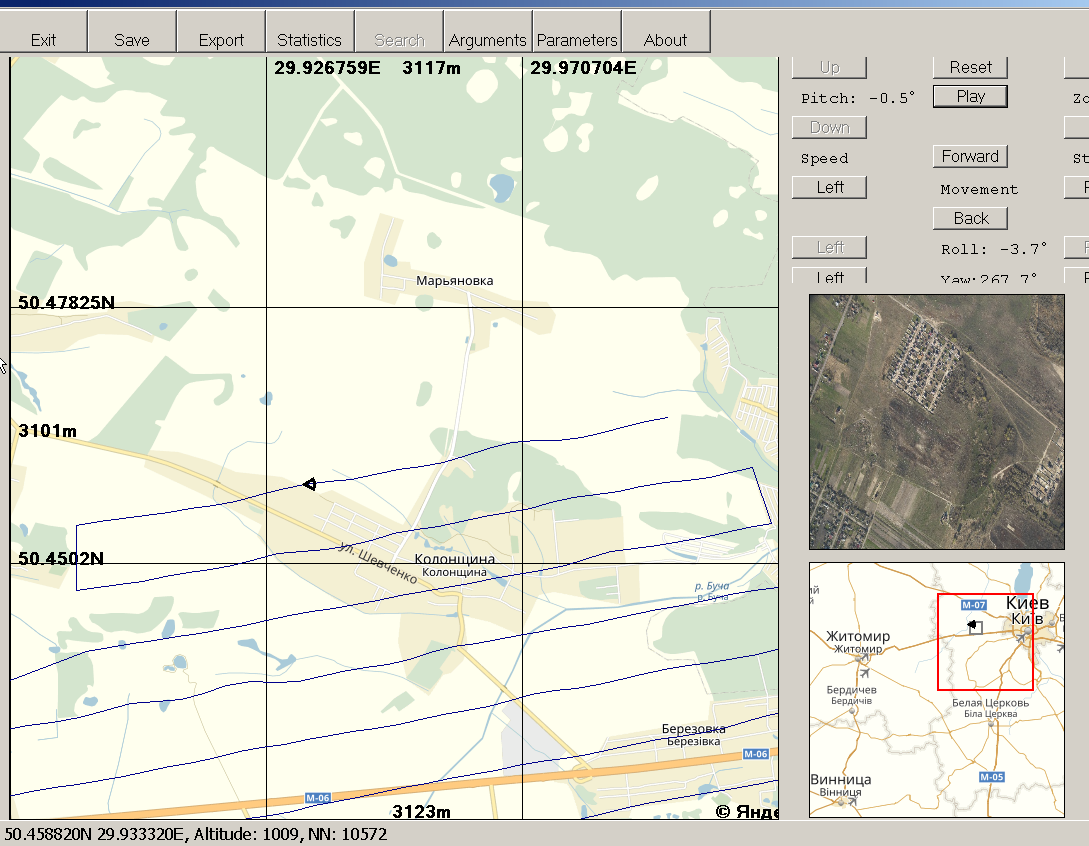 Exit Save Export Statistics Search Arguments Parameters About
29.926759E 3117m 29.970704E
Up Reset
Pitch: -0.5° Play
Down
Speed Forward
Left Movement
Back
Left Roll: -3.7°
Left Yaw:267.7°
Марьяновка
50.47825N
3101m
50.4502N
ул. Шевченко
Колонщина
Колонщина
р. Буча
р. Буча
Березовка
Березівка
М-06
М-06
3123m
© Янде
М-07
Киев
Київ
Житомир
Житомир
Бердичев
Бердичів
Белая Церковь
Біла Церква
М-05
Винница
Вінниця
50.458820N 29.933320E, Altitude: 1009, NN: 10572